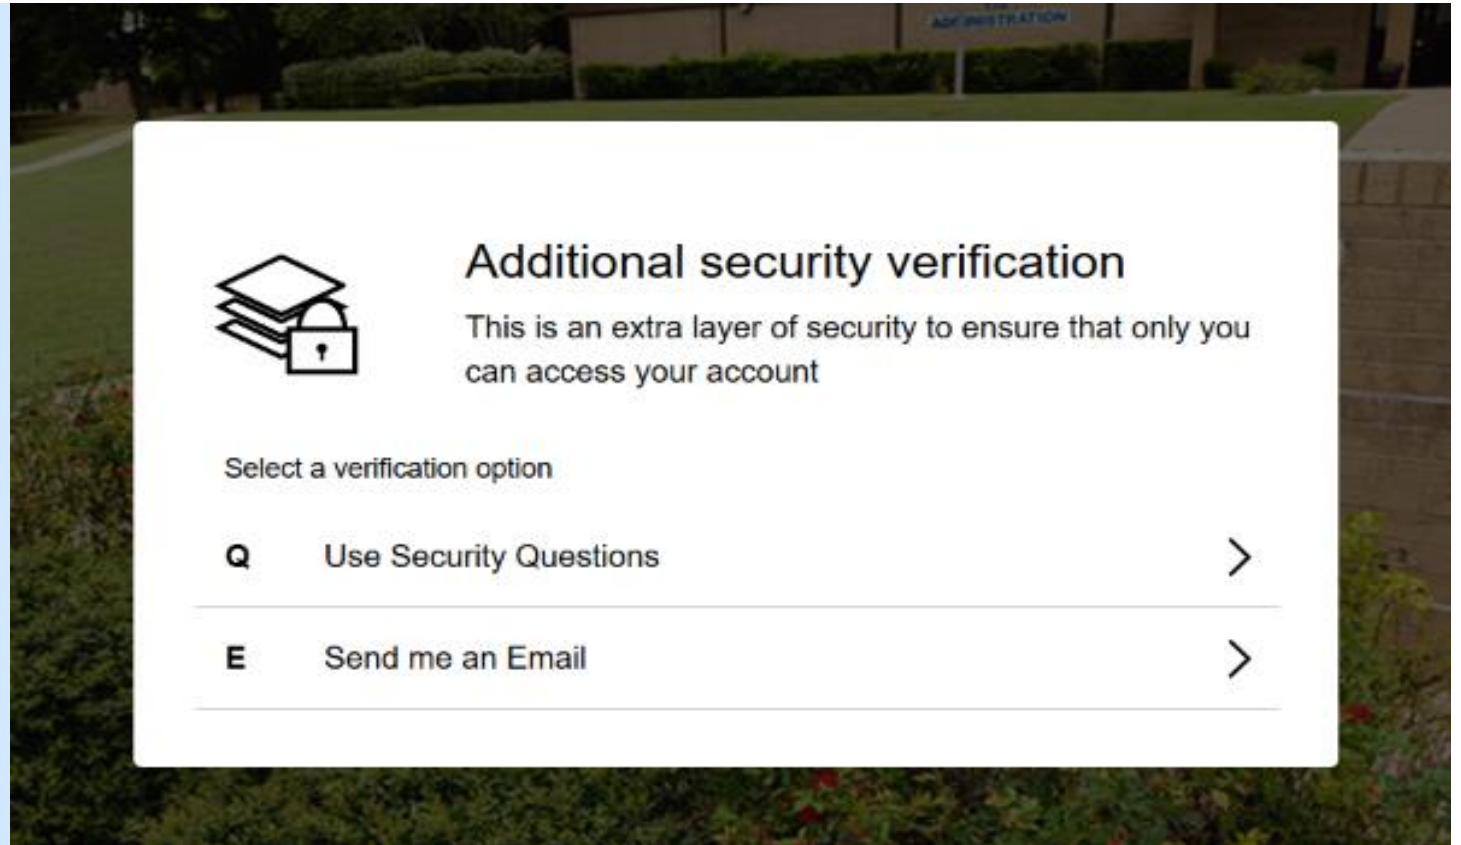 ADMINISTRATION
Additional security verification
This is an extra layer of security to ensure that only you
can access your account
Select a verification option
Q Use Security Questions
E Send me an Email